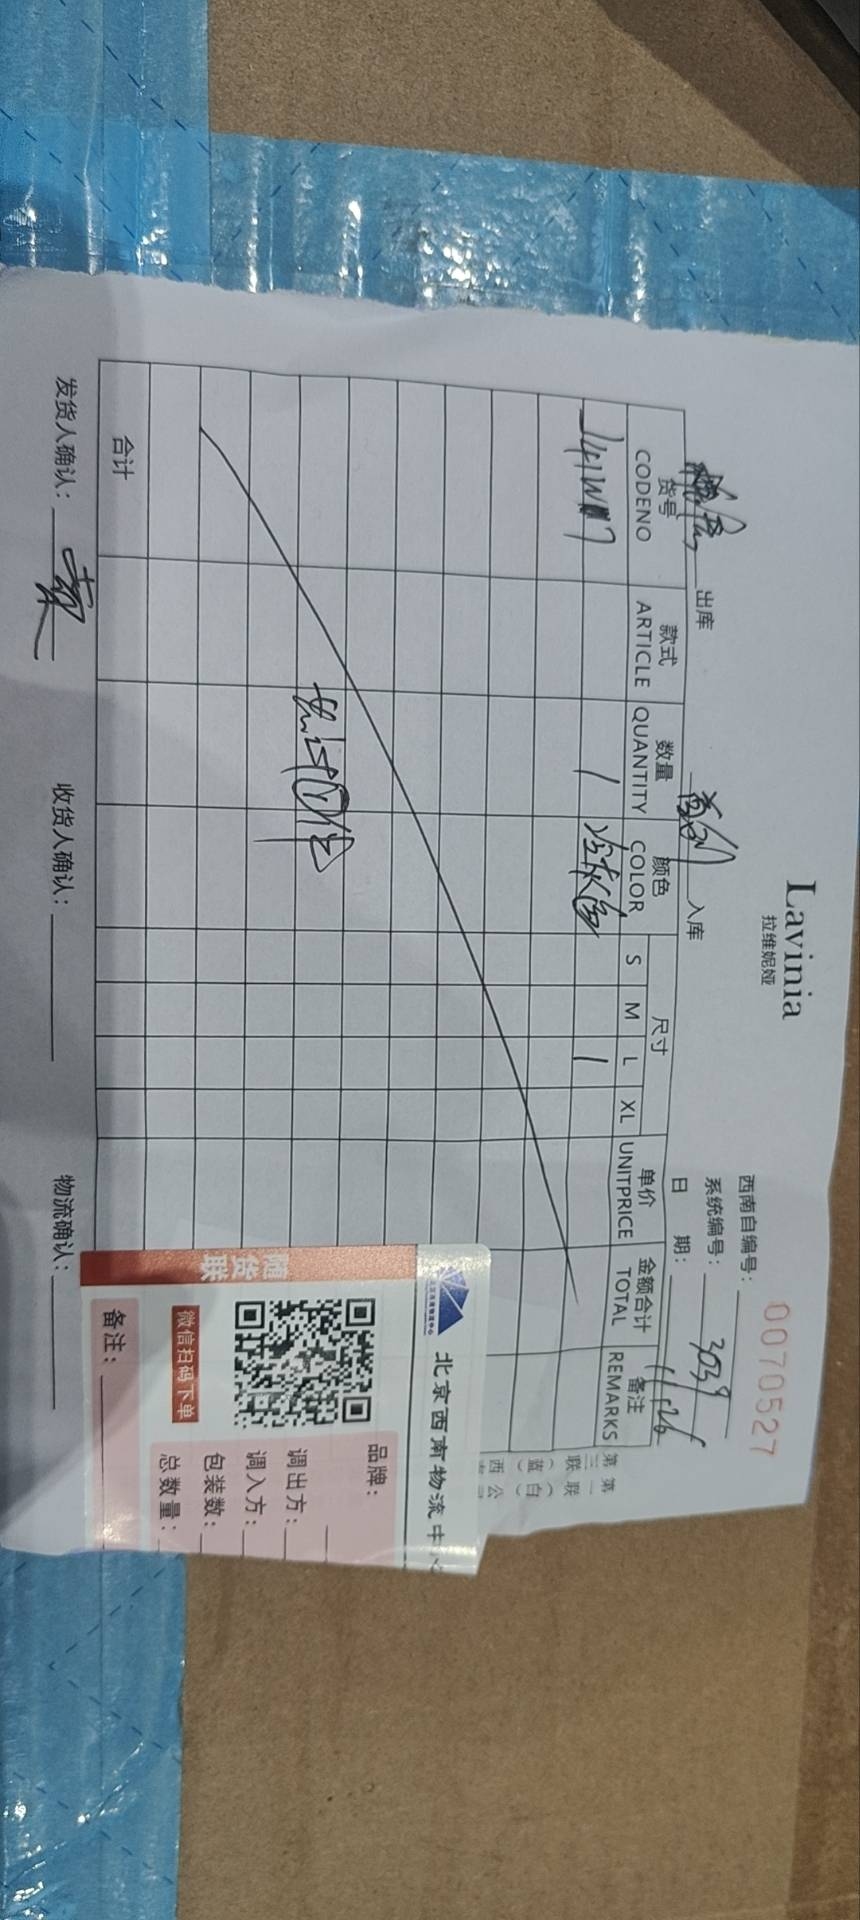 Lavinia
拉维妮娅
0070527
西南自编号：
系统编号： 3039
日 期： 11/26
出库
入库
货号 款式 数量 颜色 尺寸 单价 金额合计 备注
CODENO ARTICLE QUANTITY COLOR S M L XL UNITPRICE TOTAL REMARKS
1 1
合计
发货人确认： 收货人确认： 物流确认：
第一联（白
第二联（蓝
北京西南物流中心
随货联
微信扫码下单
品牌：
调出方：
调入方：
包装数：
总数量：
备注：